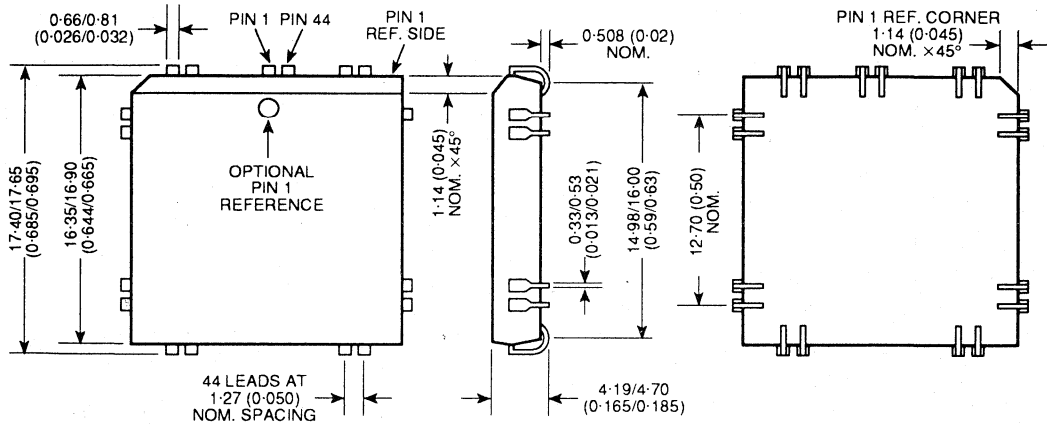 0·66/0·81
(0·026/0·032)
PIN 1
PIN 44
PIN 1
REF. SIDE
0·508 (0·02)
NOM.
PIN 1 REF. CORNER
1·14 (0·045)
NOM. ×45°
17·40/17·65
(0·685/0·695)
16·35/16·90
(0·644/0·665)
OPTIONAL
PIN 1
REFERENCE
1·14 (0·045)
NOM. ×45°
0·33/0·53
(0·013/0·021)
14·98/16·00
(0·59/0·63)
12·70 (0·50)
NOM.
44 LEADS AT
1·27 (0·050)
NOM. SPACING
4·19/4·70
(0·165/0·185)